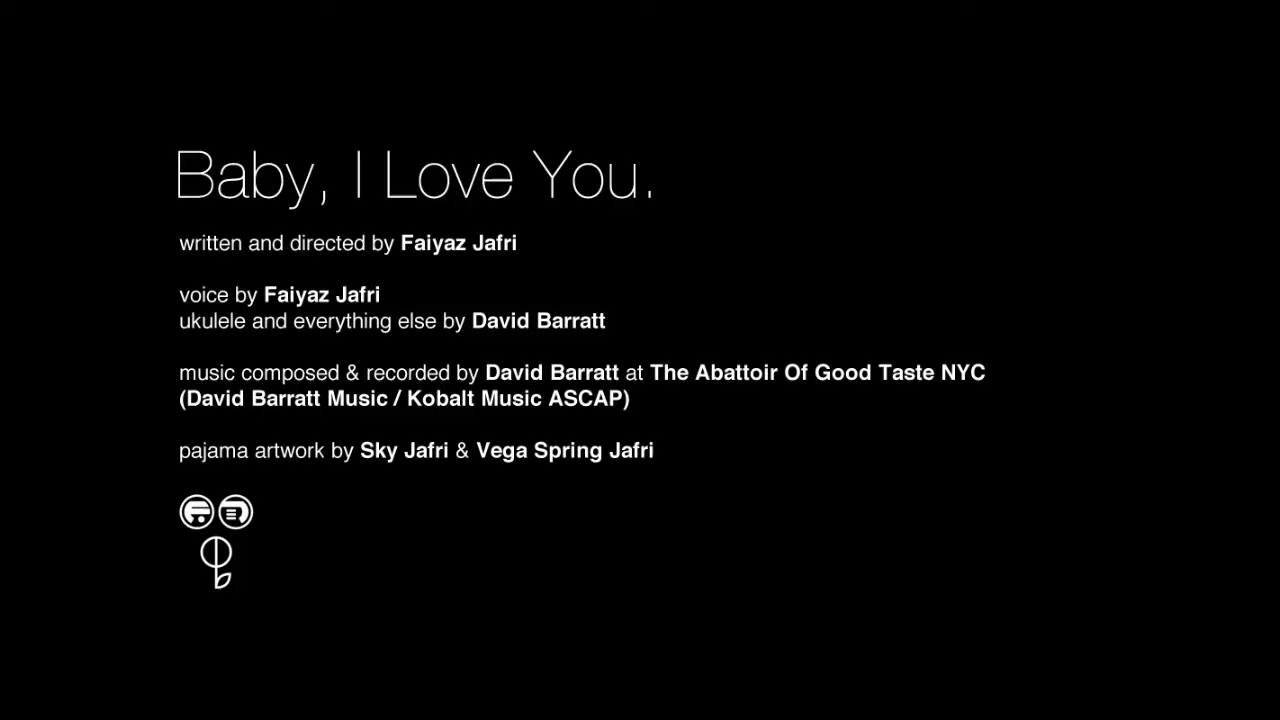 Baby, I Love You.
written and directed by Faiyaz Jafri
voice by Faiyaz Jafri
ukulele and everything else by David Barratt
music composed & recorded by David Barratt at The Abattoir Of Good Taste NYC
(David Barratt Music / Kobalt Music ASCAP)
pajama artwork by Sky Jafri & Vega Spring Jafri